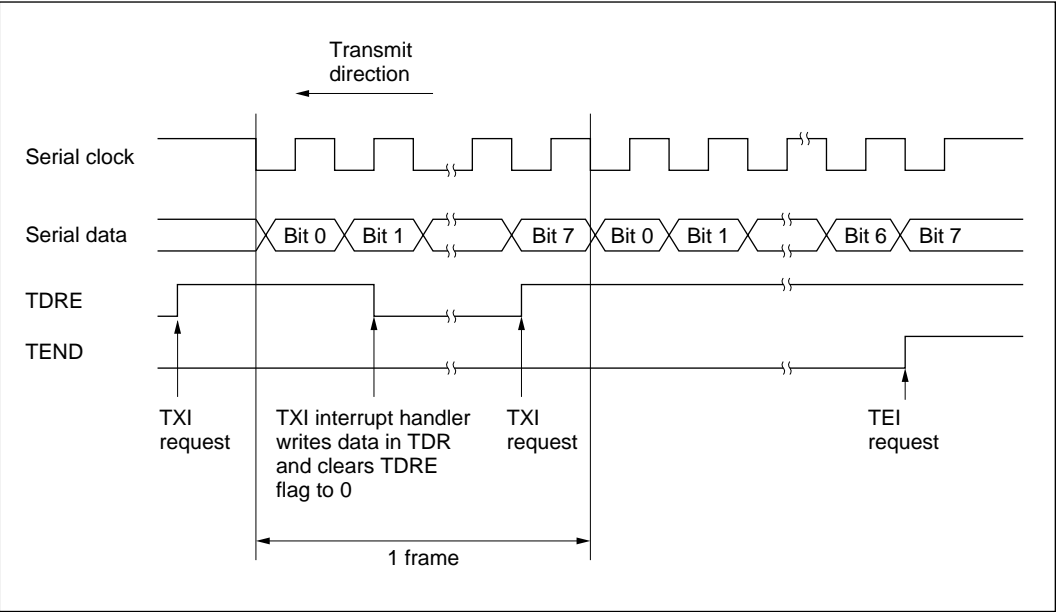 Transmit
direction
Serial clock
Serial data
Bit 0 Bit 1 Bit 7 Bit 0 Bit 1 Bit 6 Bit 7
TDRE
TEND
TXI
request
TXI interrupt handler
writes data in TDR
and clears TDRE
flag to 0
TXI
request
TEI
request
1 frame